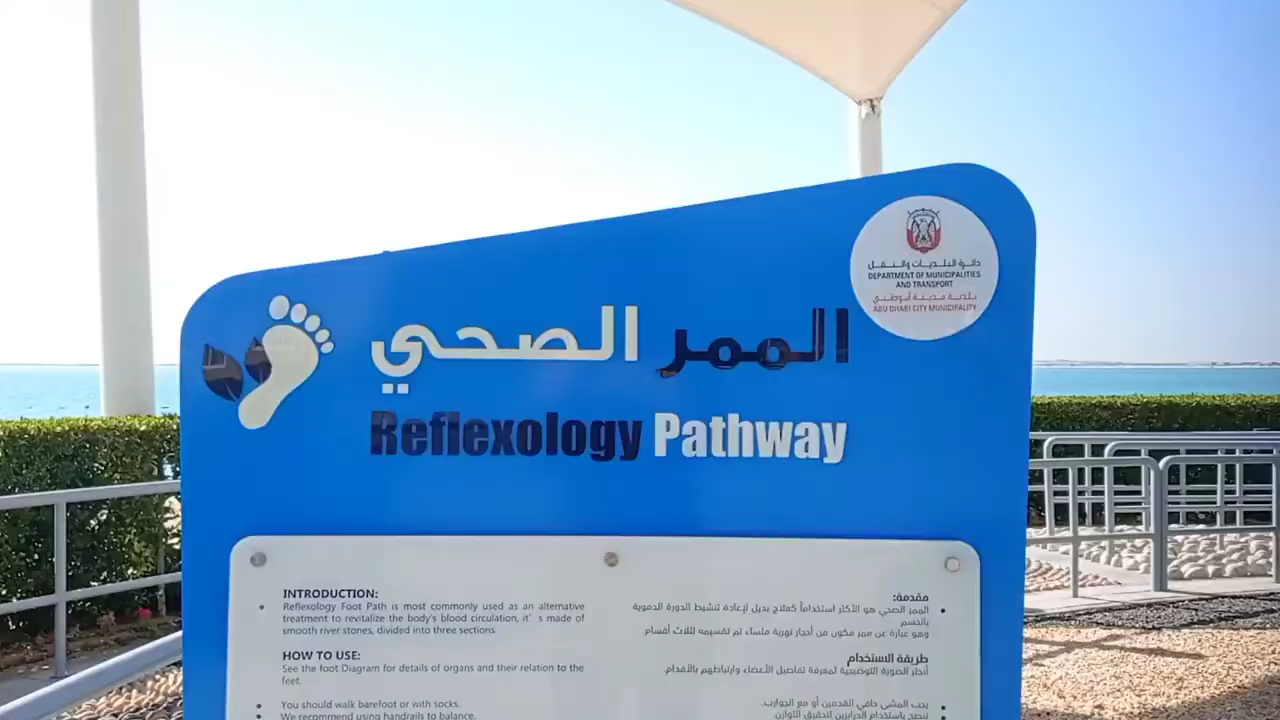 دائرة البلديات والنقل
DEPARTMENT OF MUNICIPALITIES
AND TRANSPORT
بلدية مدينة أبوظبي
ABU DHABI CITY MUNICIPALITY
الممر الصحي
Reflexology Pathway
INTRODUCTION:
• Reflexology Foot Path is most commonly used as an alternative
treatment to revitalize the body's blood circulation, it' s made of
smooth river stones, divided into three sections
HOW TO USE:
See the foot Diagram for details of organs and their relation to the
feet.
• You should walk barefoot or with socks.
• We recommend using handrails to balance.
مقدمة:
• الممر الصحي هو الأكثر استخداماً كعلاج بديل لإعادة تنشيط الدورة الدموية
بالجسم
وهو عبارة عن ممر مكون من أحجار نهرية ملساء تم تقسيمه لثلاث أقسام.
طريقة الاستخدام
أنظر الصورة التوضيحية لمعرفة تفاصيل الأعضاء وارتباطهم بالأقدام.
• يجب المشي حافي القدمين أو مع الجوارب.
• ننصح باستخدام الدرابزين لتحقيق التوازن.